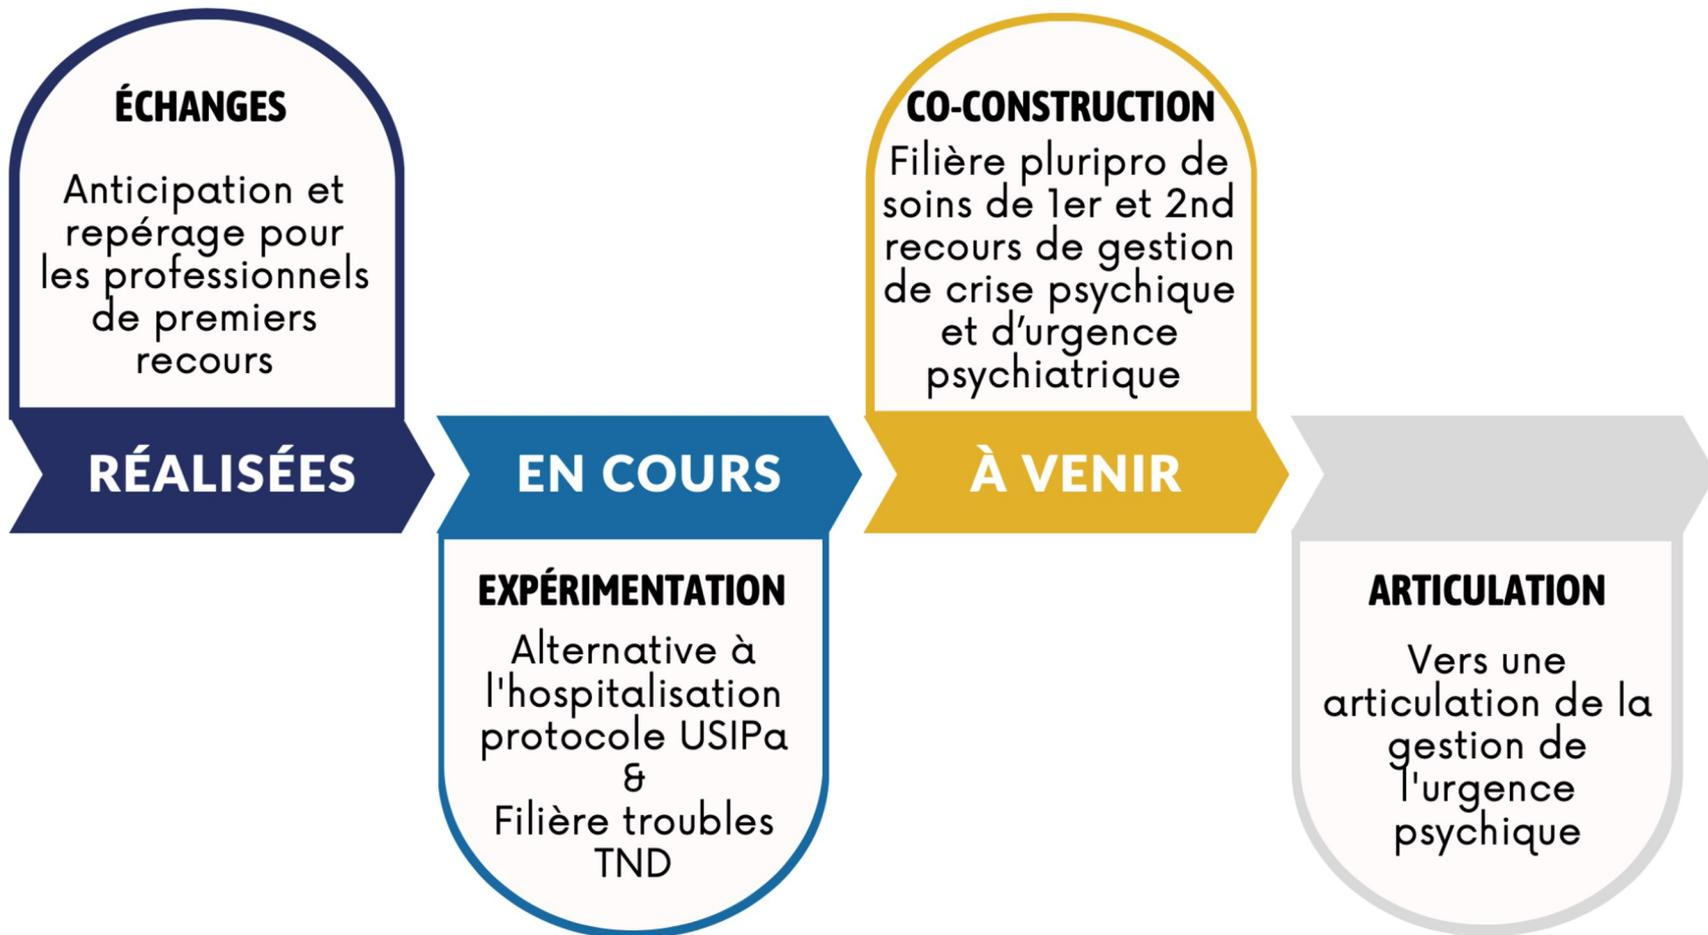 ÉCHANGES
Anticipation et
repérage pour
les professionnels
de premiers
recours
RÉALISÉES
EN COURS
EXPÉRIMENTATION
Alternative à
l'hospitalisation
protocole USIPa
&
Filière troubles
TND
CO-CONSTRUCTION
Filière pluripro de
soins de 1er et 2nd
recours de gestion
de crise psychique
et d’urgence
psychiatrique
À VENIR
ARTICULATION
Vers une
articulation de la
gestion de
l'urgence
psychique